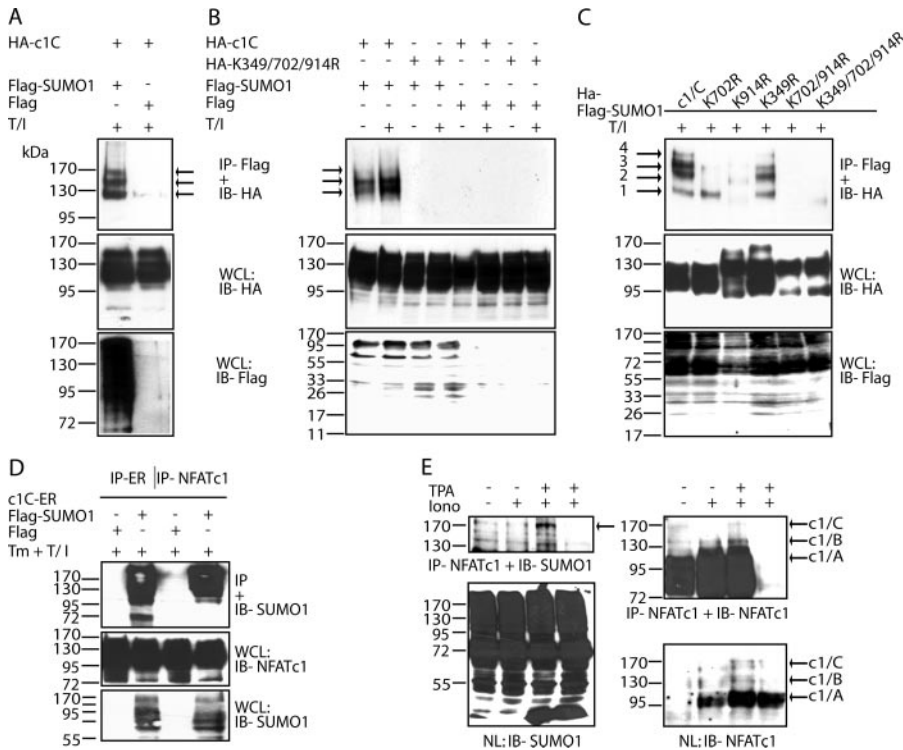 A
HA-c1C + +
Flag-SUMO1 + -
Flag - +
T/I + +
kDa
170
130
95
170
130
95
170
130
95
72
B
HA-c1C + + - - + + - -
HA-K349/702/914R - - + + - - + +
Flag-SUMO1 + + + + - - - -
Flag - - - - + + + +
T/I - + - + - + - +
IP-Flag
+
IB-HA
WCL:
IB-HA
WCL:
IB-Flag
170
130
95
170
130
95
170
95
55
33
26
17
11
C
Ha-
c1/C
K702R
K914R
K349R
K702/914R
K349/702/914R
Flag-SUMO1
T/I + + + + + +
4
3
2
1
IP-Flag
+
IB-HA
170
130
95
WCL:
IB-HA
170
130
95
72
55
33
26
17
WCL:
IB-Flag
D
IP-ER IP-NFATc1
c1C-ER
Flag-SUMO1 - + - +
Flag + - + -
Tm + T/I + + + +
170
130
95
72
IP
+
IB-SUMO1
170
130
95
72
WCL:
IB-NFATc1
170
130
95
55
WCL:
IB-SUMO1
E
TPA - - + +
Iono - + + +
170
130
IP-NFATc1 + IB-SUMO1
170
130
95
72
55
NL: IB-SUMO1
- - + +
- + + +
170
130
95
72
c1/C
c1/B
c1/A
IP-NFATc1 + IB-NFATc1
170
130
95
c1/C
c1/B
c1/A
NL: IB-NFATc1